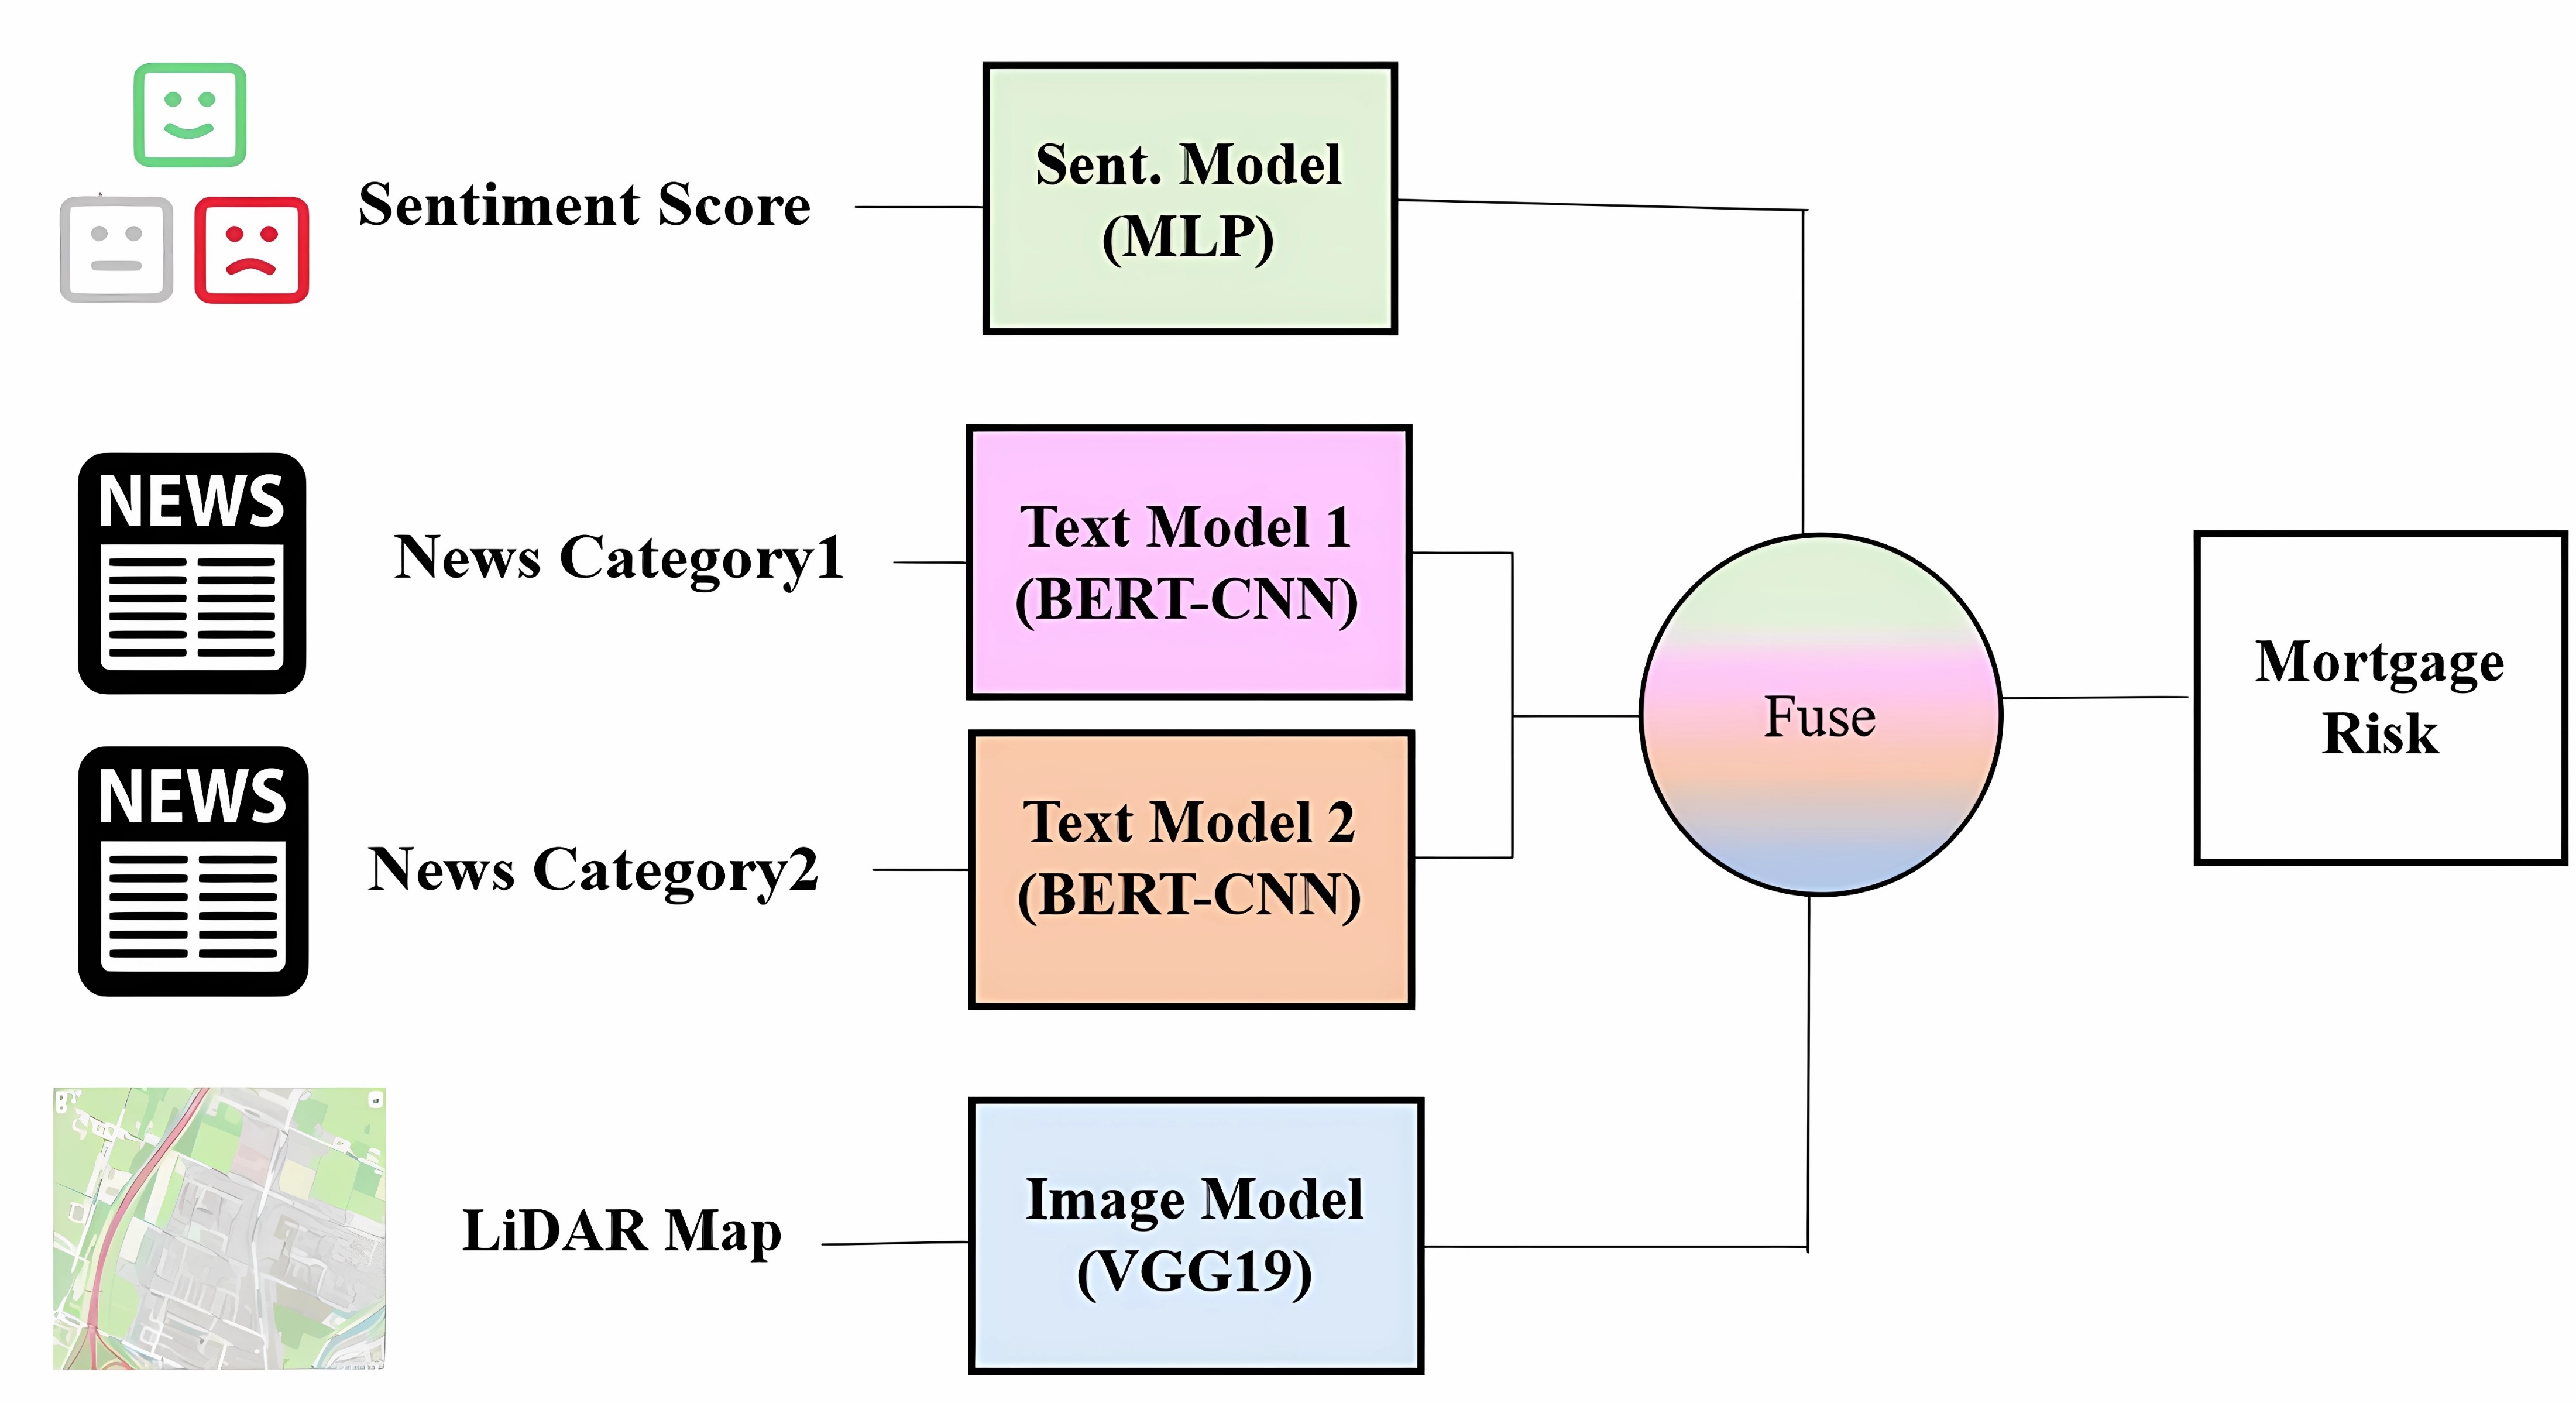 Sentiment Score
Sent. Model
(MLP)
NEWS
News Category1
Text Model 1
(BERT-CNN)
NEWS
News Category2
Text Model 2
(BERT-CNN)
LiDAR Map
Image Model
(VGG19)
Fuse
Mortgage
Risk